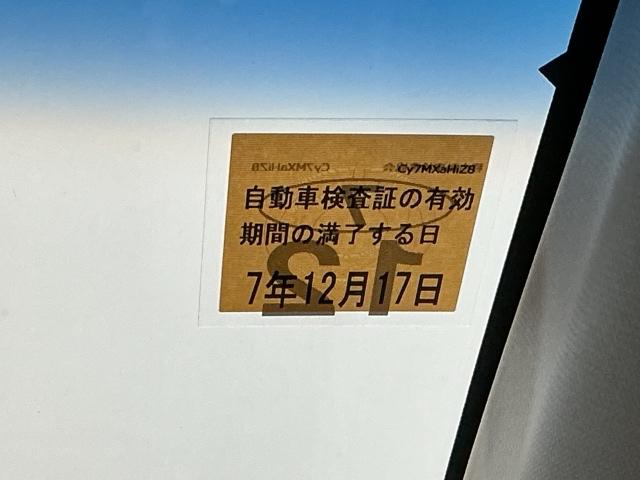 Cy7MXaHiZ8
自動車検査証の有効
期間の満了する日
7年12月17日